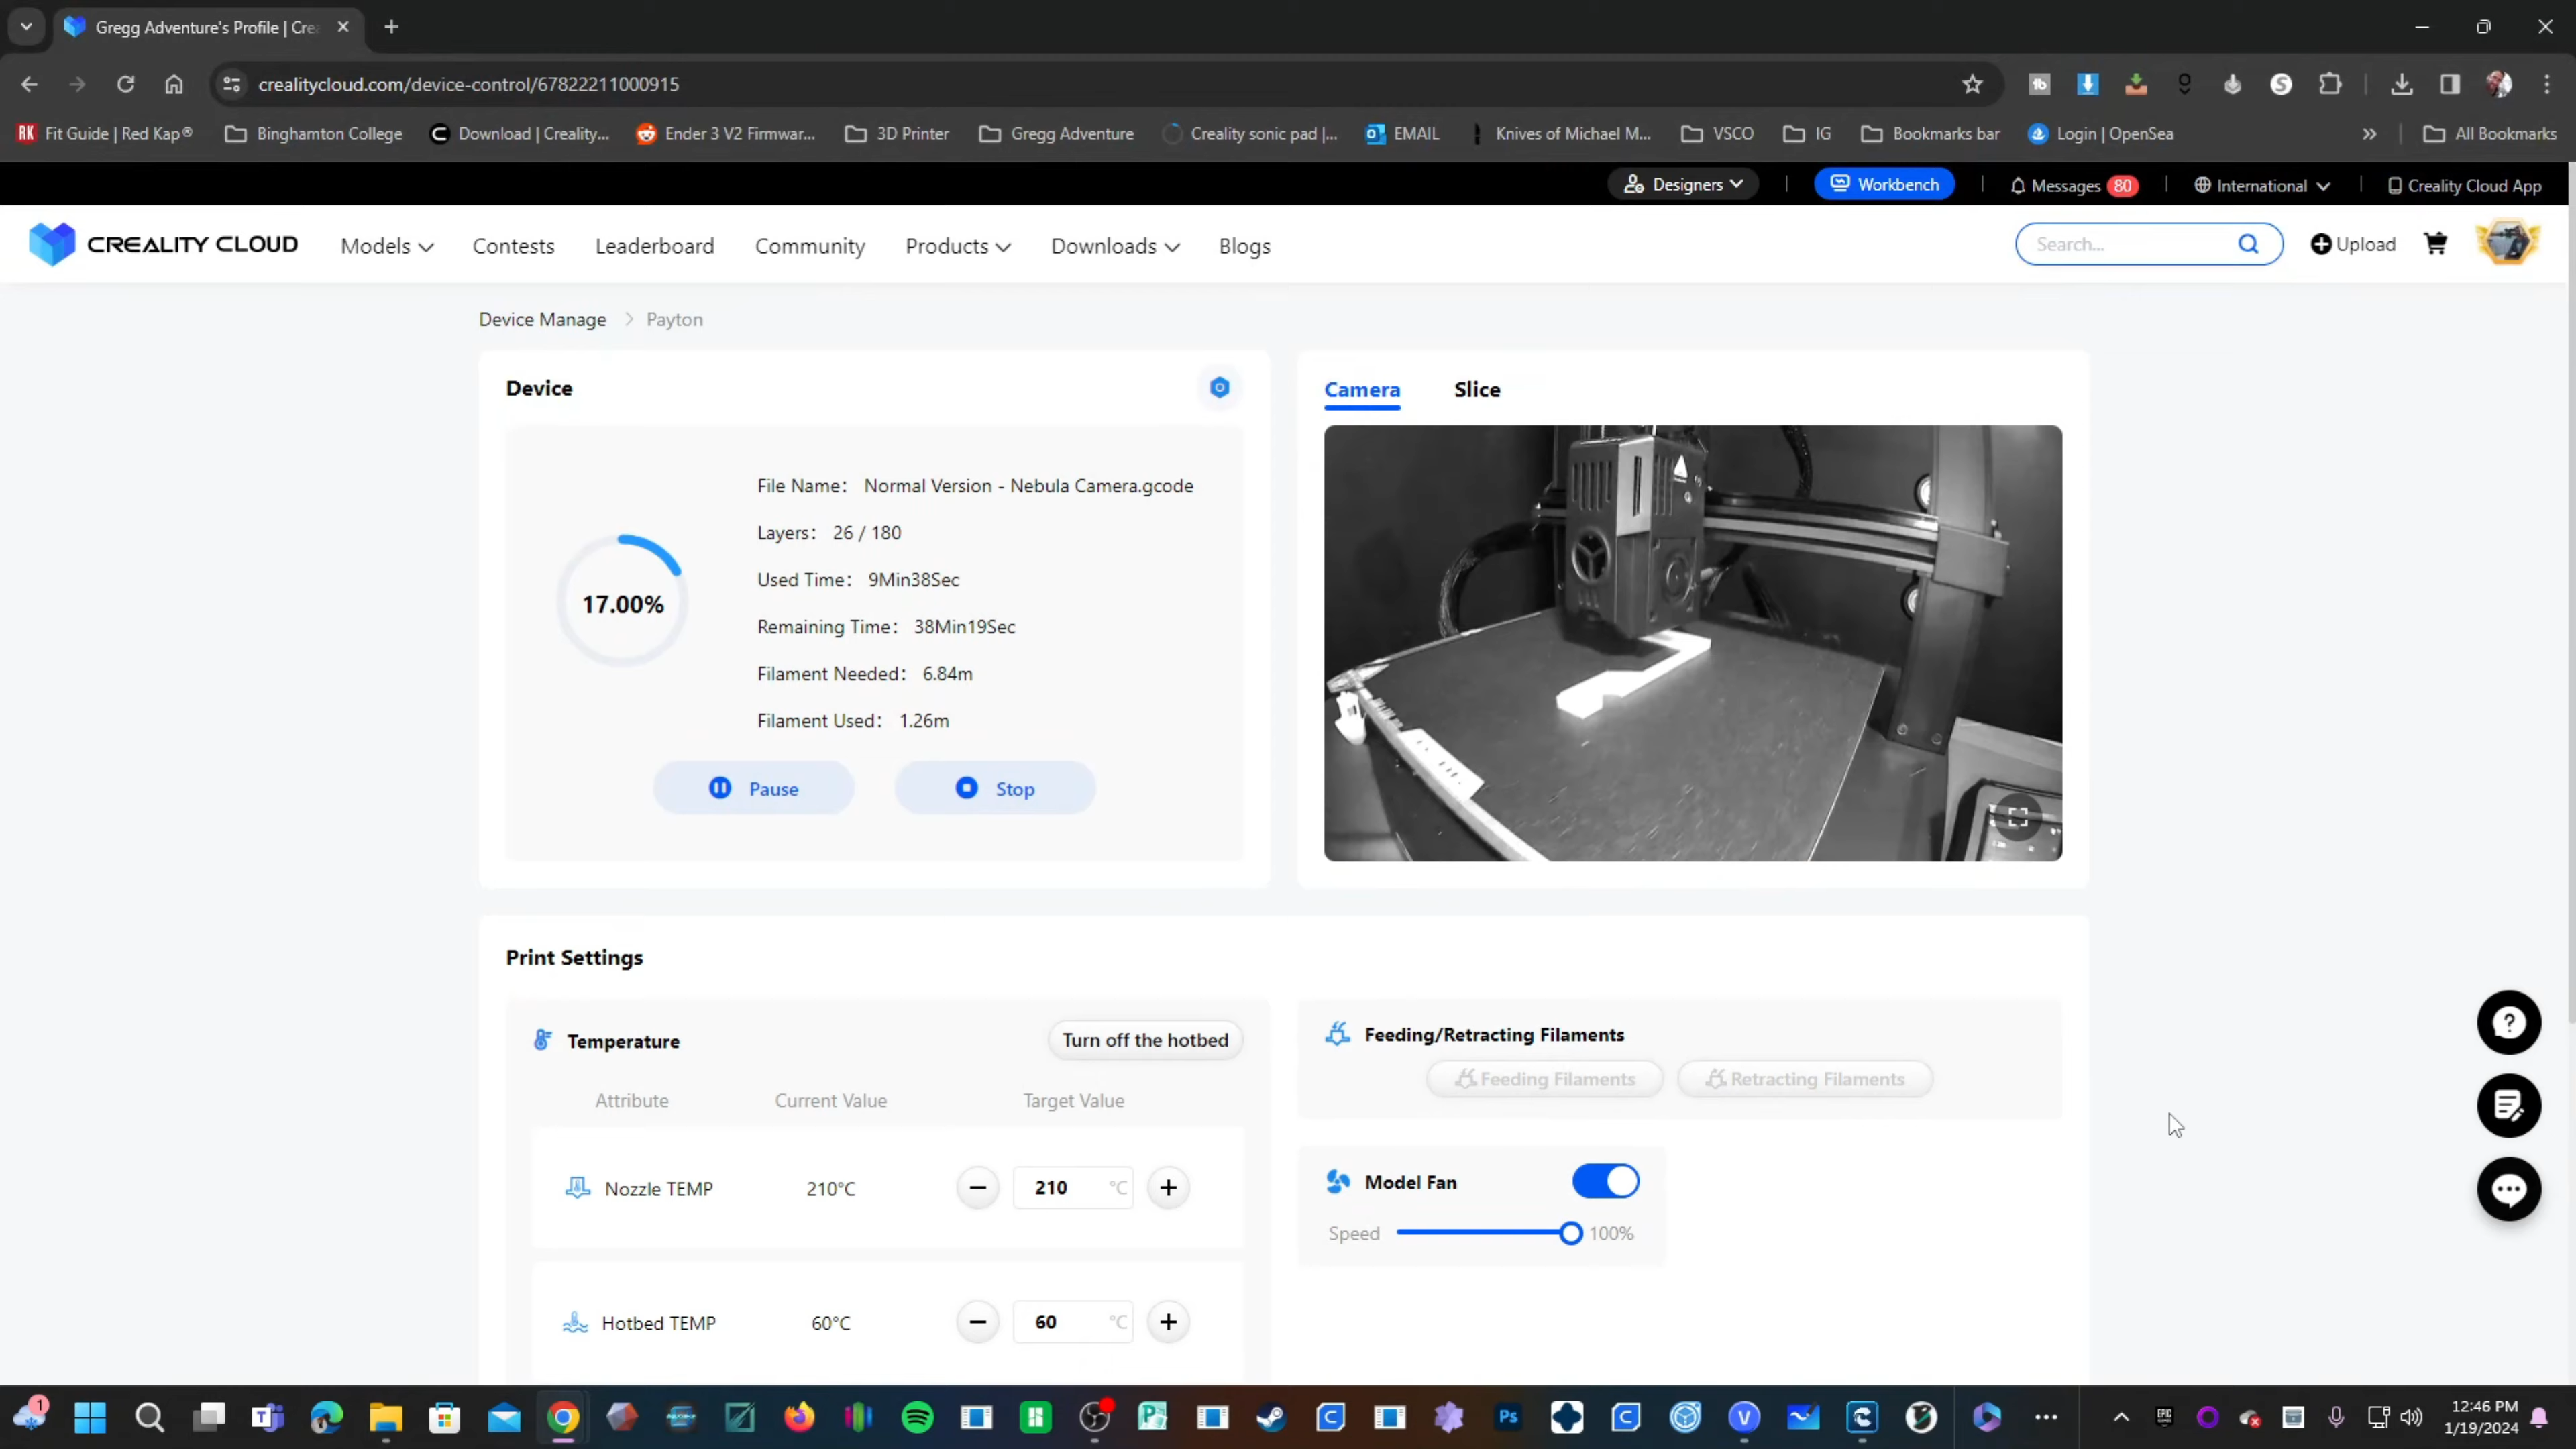 Gregg Adventure's Profile | Cre
crealitycloud.com/device-control/67822211000915
Fit Guide | Red Kap®
Binghamton College
Download | Creality...
Ender 3 V2 Firmwar...
3D Printer
Gregg Adventure
Creality sonic pad |...
EMAIL
Knives of Michael M...
VSCO
IG
Bookmarks bar
Login | OpenSea
»
All Bookmarks
Designers
Workbench
Messages 80
International
Creality Cloud App
CREALITY CLOUD
Models
Contests
Leaderboard
Community
Products
Downloads
Blogs
Search...
Upload
Device Manage > Payton
Device
File Name: Normal Version - Nebula Camera.gcode
Layers: 26 / 180
Used Time: 9Min38Sec
17.00%
Remaining Time: 38Min19Sec
Filament Needed: 6.84m
Filament Used: 1.26m
Pause
Stop
Camera
Slice
Print Settings
Temperature
Turn off the hotbed
Attribute
Current Value
Target Value
Nozzle TEMP
210°C
210 °C
Hotbed TEMP
60°C
60 °C
Feeding/Retracting Filaments
Feeding Filaments
Retracting Filaments
Model Fan
Speed
100%
12:46 PM
1/19/2024